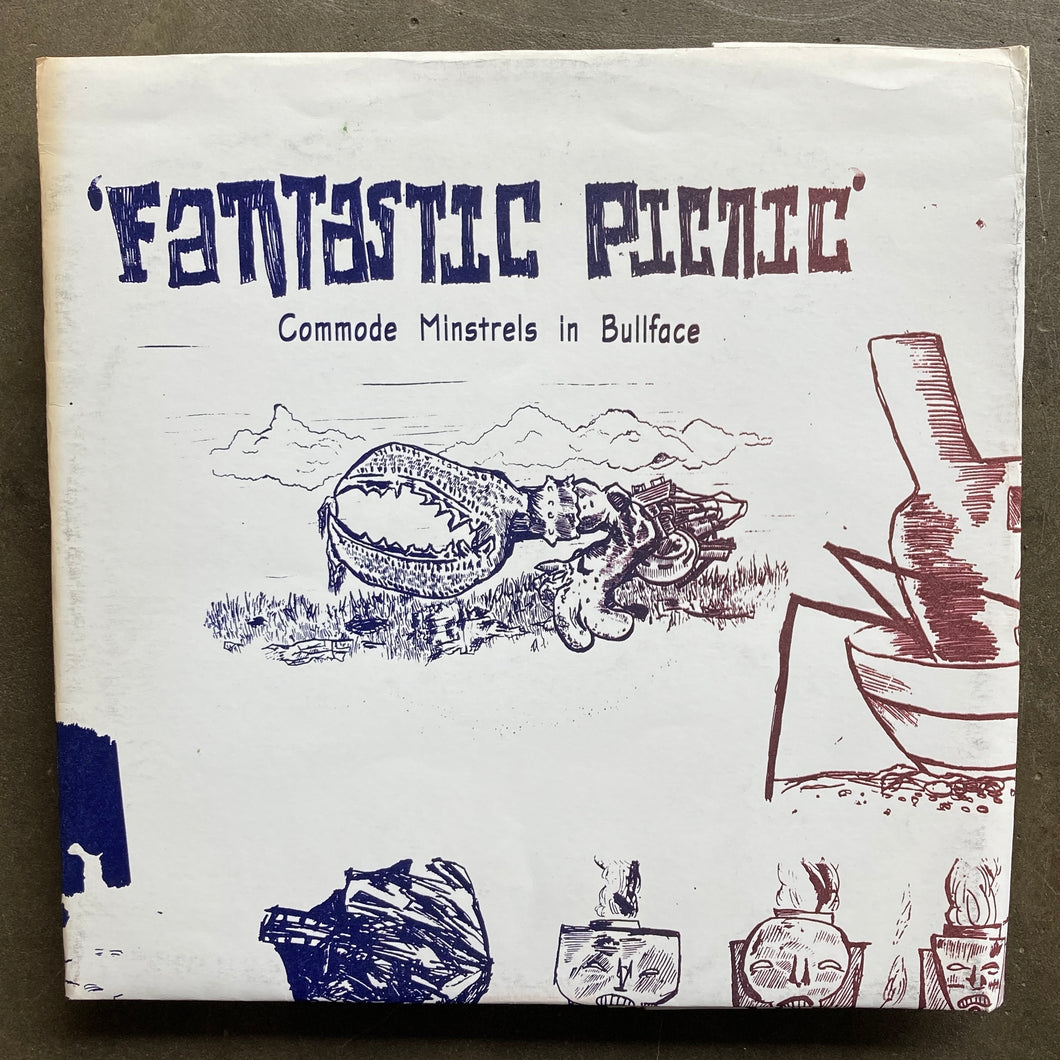 'Fantastic Picnic'
Commode Minstrels in Bullface